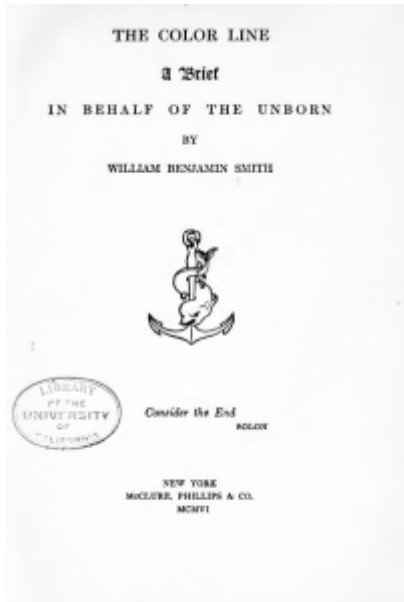 THE COLOR LINE
A Brief
IN BEHALF OF THE UNBORN
BY
WILLIAM BENJAMIN SMITH
LIBRARY
OF THE
UNIVERSITY
OF
CALIFORNIA
Consider the End
SOLON
NEW YORK
McCLURE, PHILLIPS & CO.
MCMVI